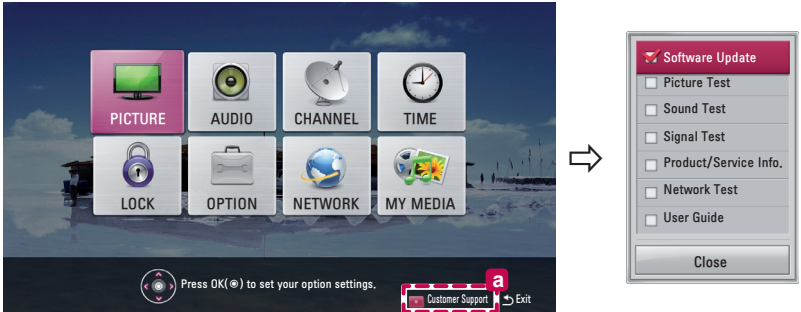 PICTURE
AUDIO
CHANNEL
TIME
LOCK
OPTION
NETWORK
MY MEDIA
Press OK(◉) to set your option settings.
a
Customer Support
Exit
Software Update
Picture Test
Sound Test
Signal Test
Product/Service Info.
Network Test
User Guide
Close